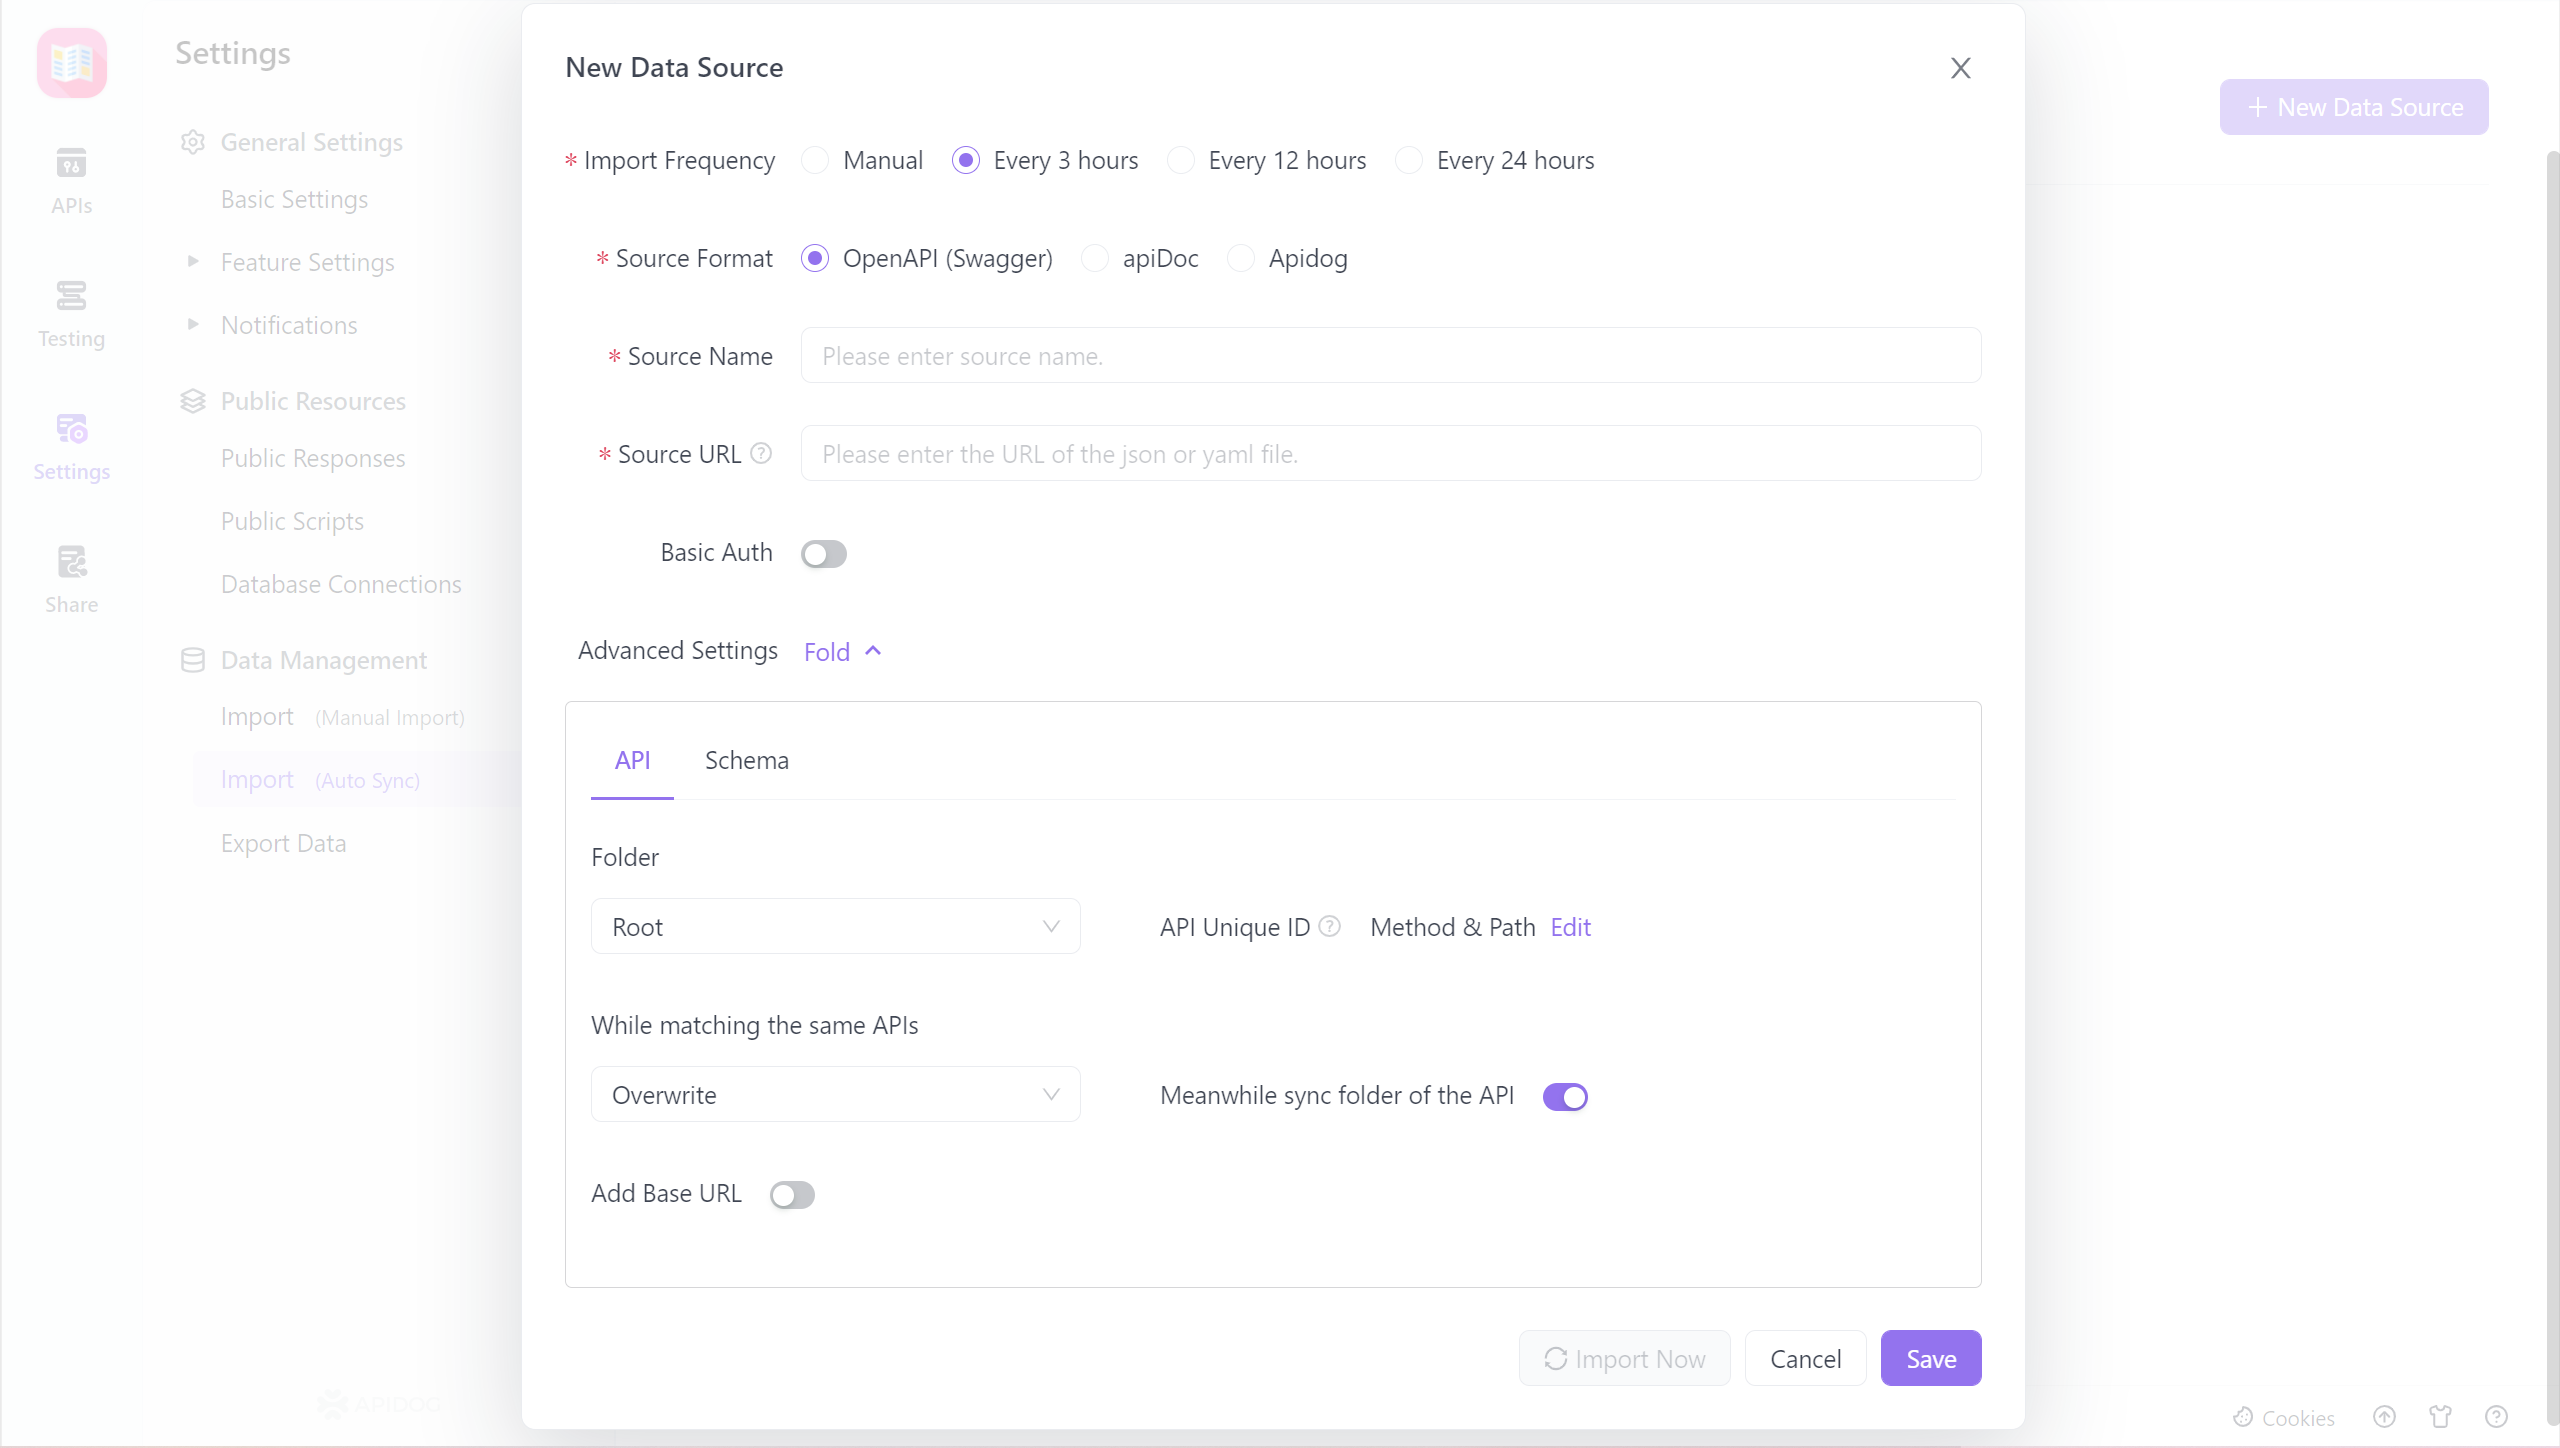 Settings
APIs
Testing
Settings
Share
General Settings
Basic Settings
Feature Settings
Notifications
Public Resources
Public Responses
Public Scripts
Database Connections
Data Management
Import (Manual Import)
Import (Auto Sync)
Export Data
APIDOG
+ New Data Source
New Data Source
* Import Frequency Manual Every 3 hours Every 12 hours Every 24 hours
* Source Format OpenAPI (Swagger) apiDoc Apidog
* Source Name Please enter source name.
* Source URL Please enter the URL of the json or yaml file.
Basic Auth
Advanced Settings Fold
API Schema
Folder
Root API Unique ID Method & Path Edit
While matching the same APIs
Overwrite Meanwhile sync folder of the API
Add Base URL
Import Now Cancel Save
Cookies